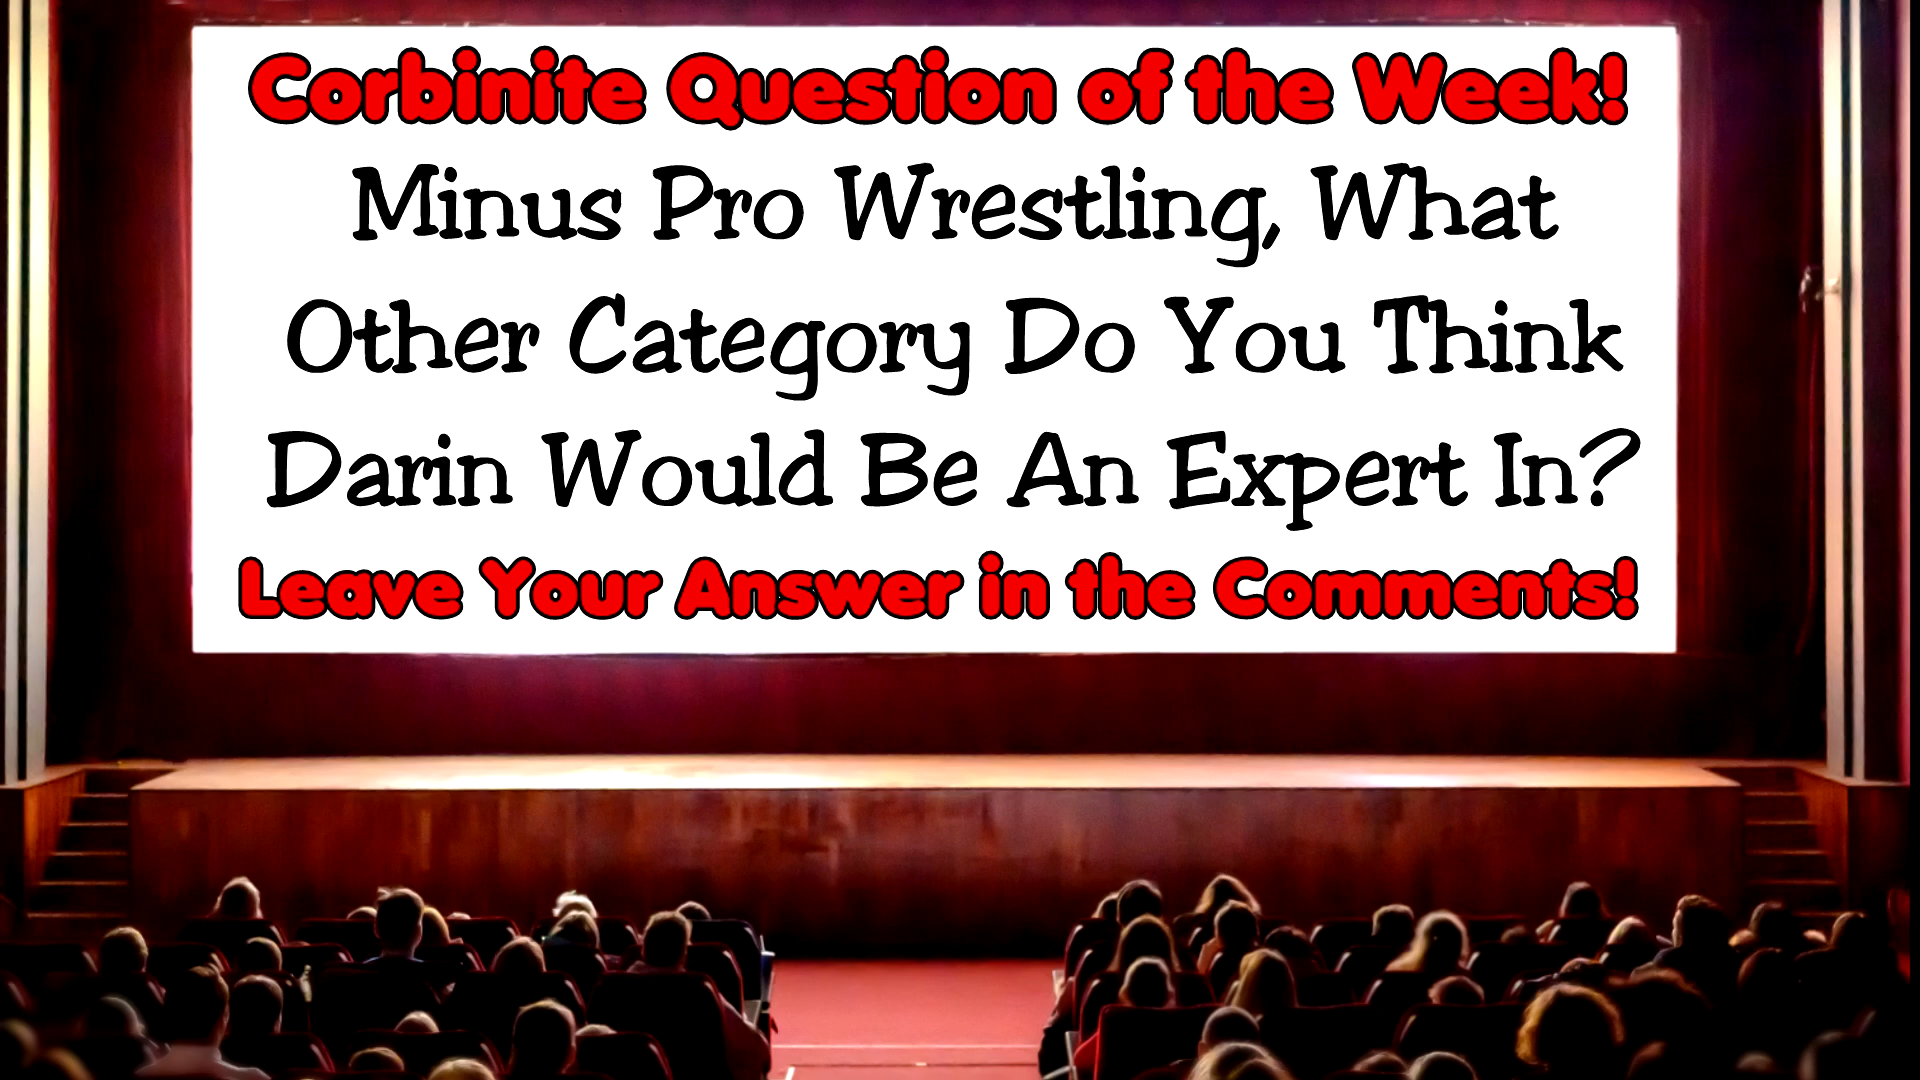 Corbinite Question of the Week!
Minus Pro Wrestling, What
Other Category Do You Think
Darin Would Be An Expert In?
Leave Your Answer in the Comments!